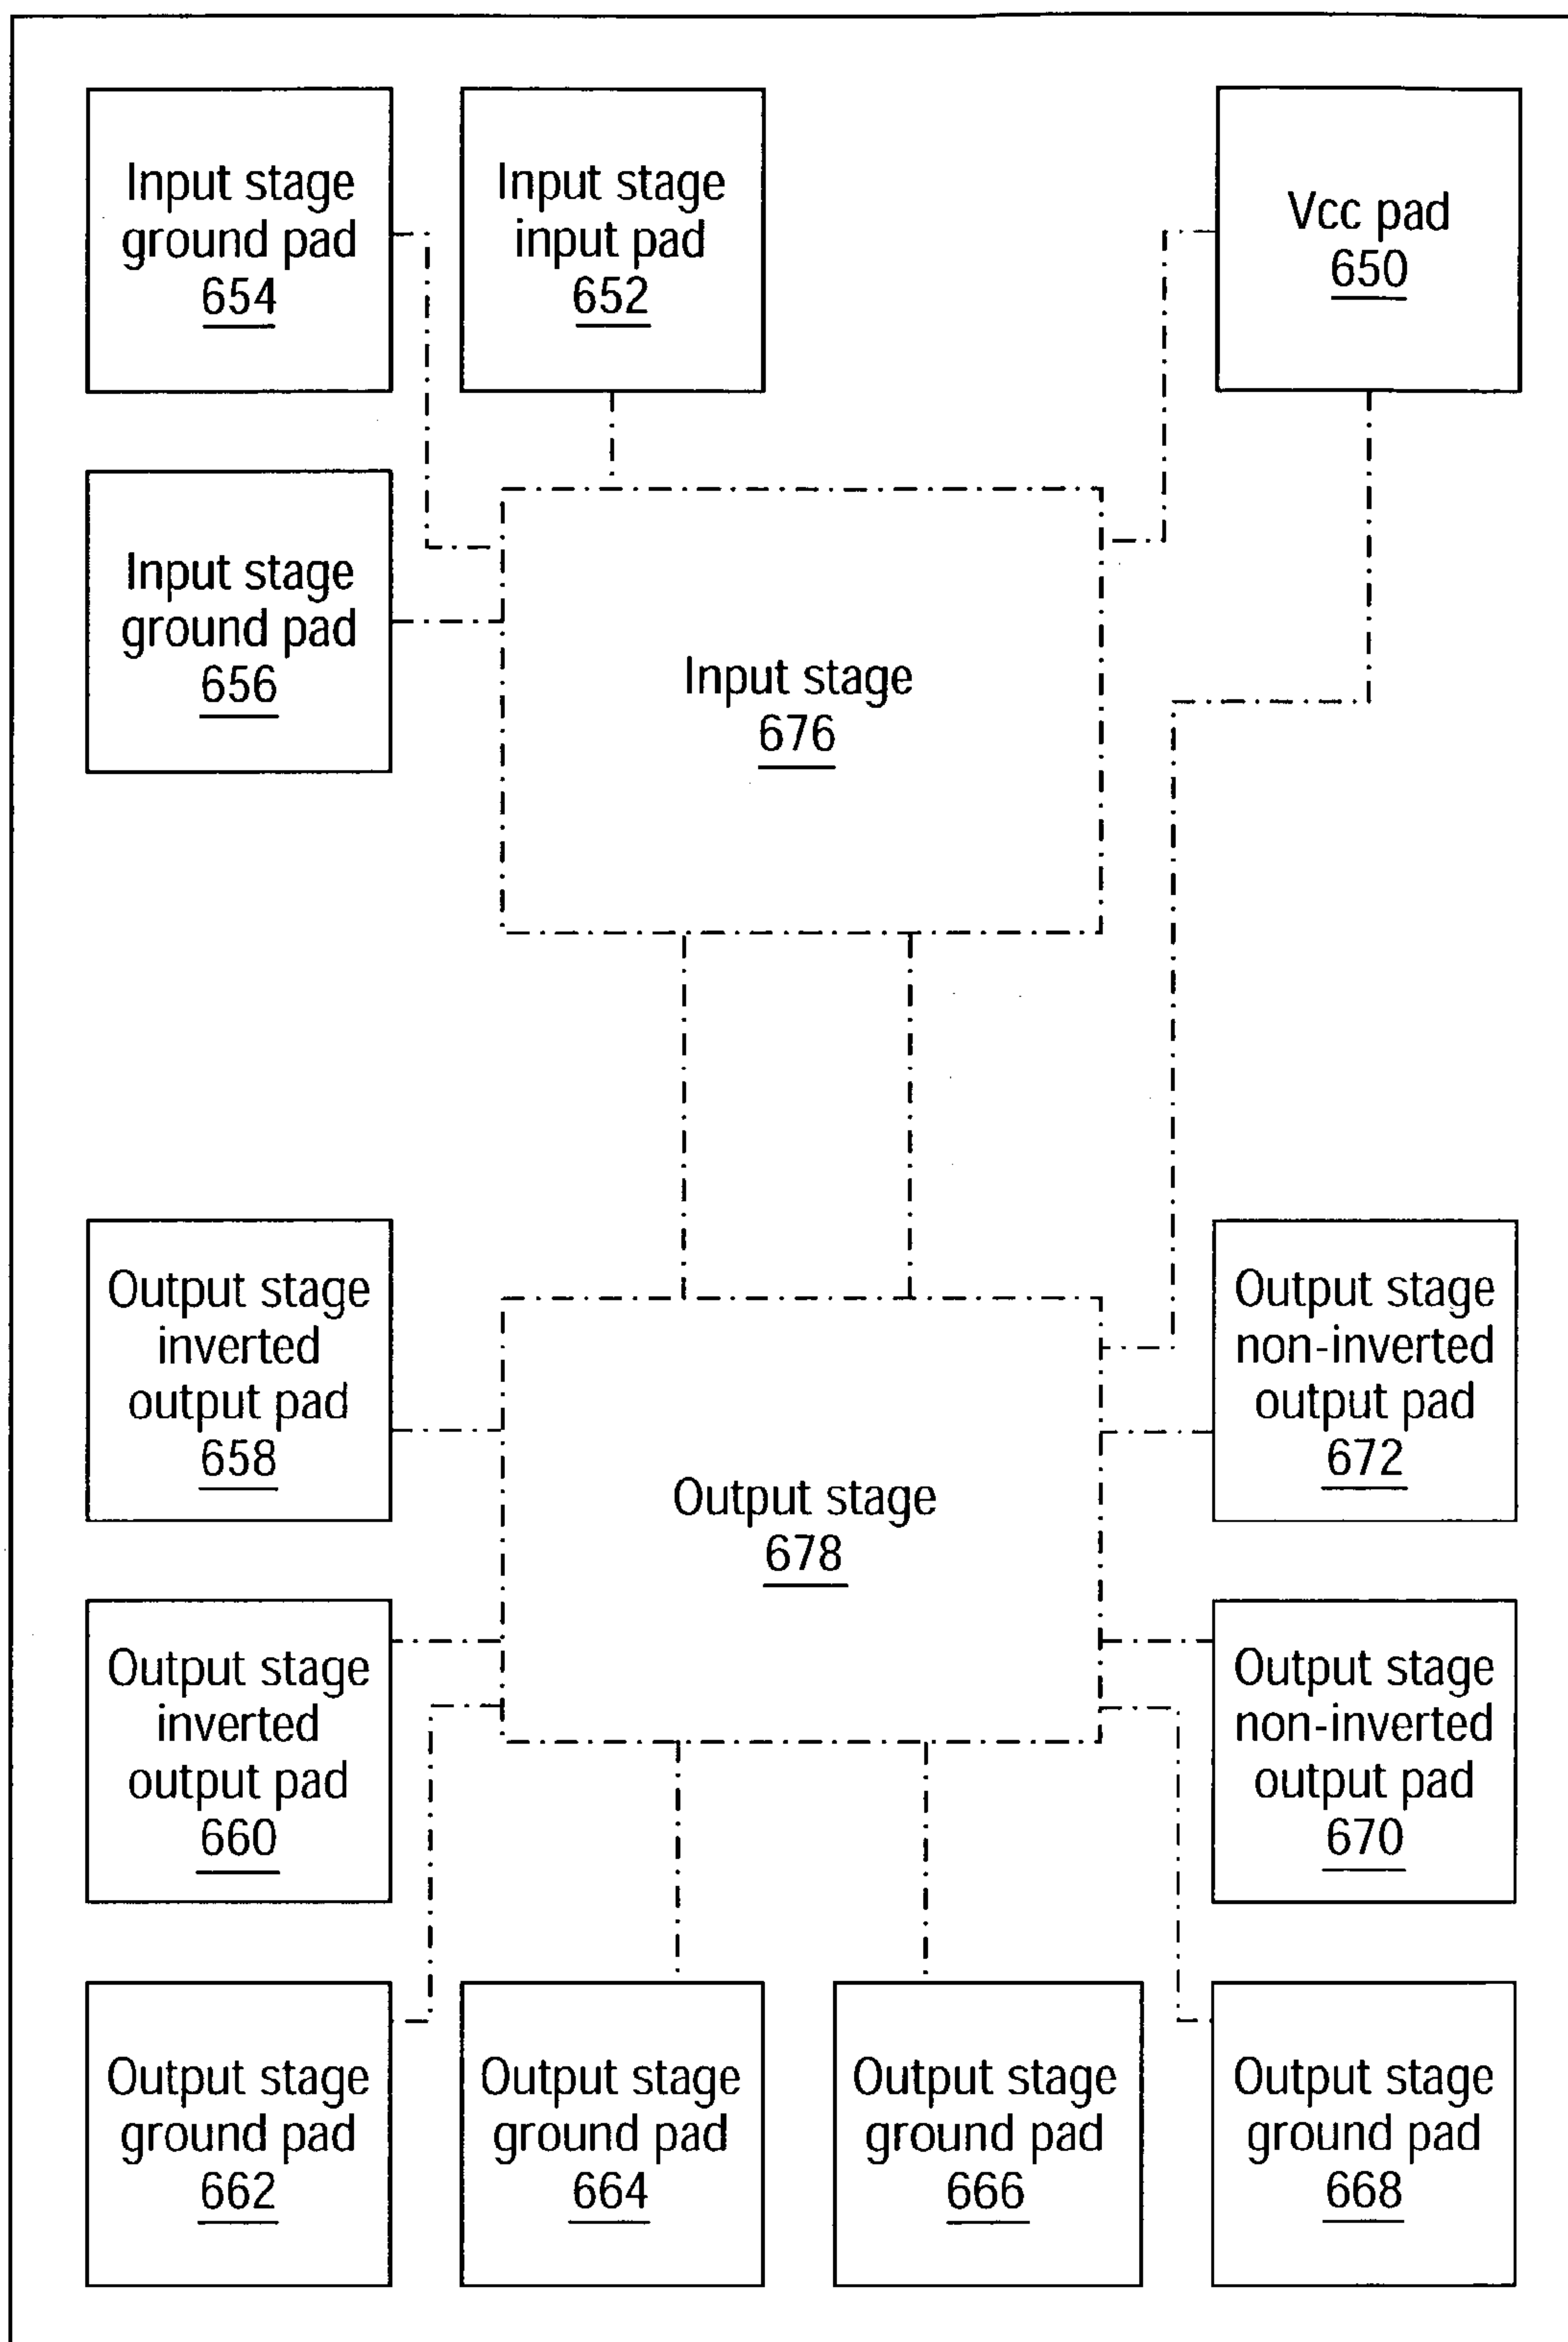 Input stage
ground pad
654
Input stage
input pad
652
Vcc pad
650
Input stage
ground pad
656
Input stage
676
Output stage
inverted
output pad
658
Output stage
non-inverted
output pad
672
Output stage
678
Output stage
inverted
output pad
660
Output stage
non-inverted
output pad
670
Output stage
ground pad
662
Output stage
ground pad
664
Output stage
ground pad
666
Output stage
ground pad
668